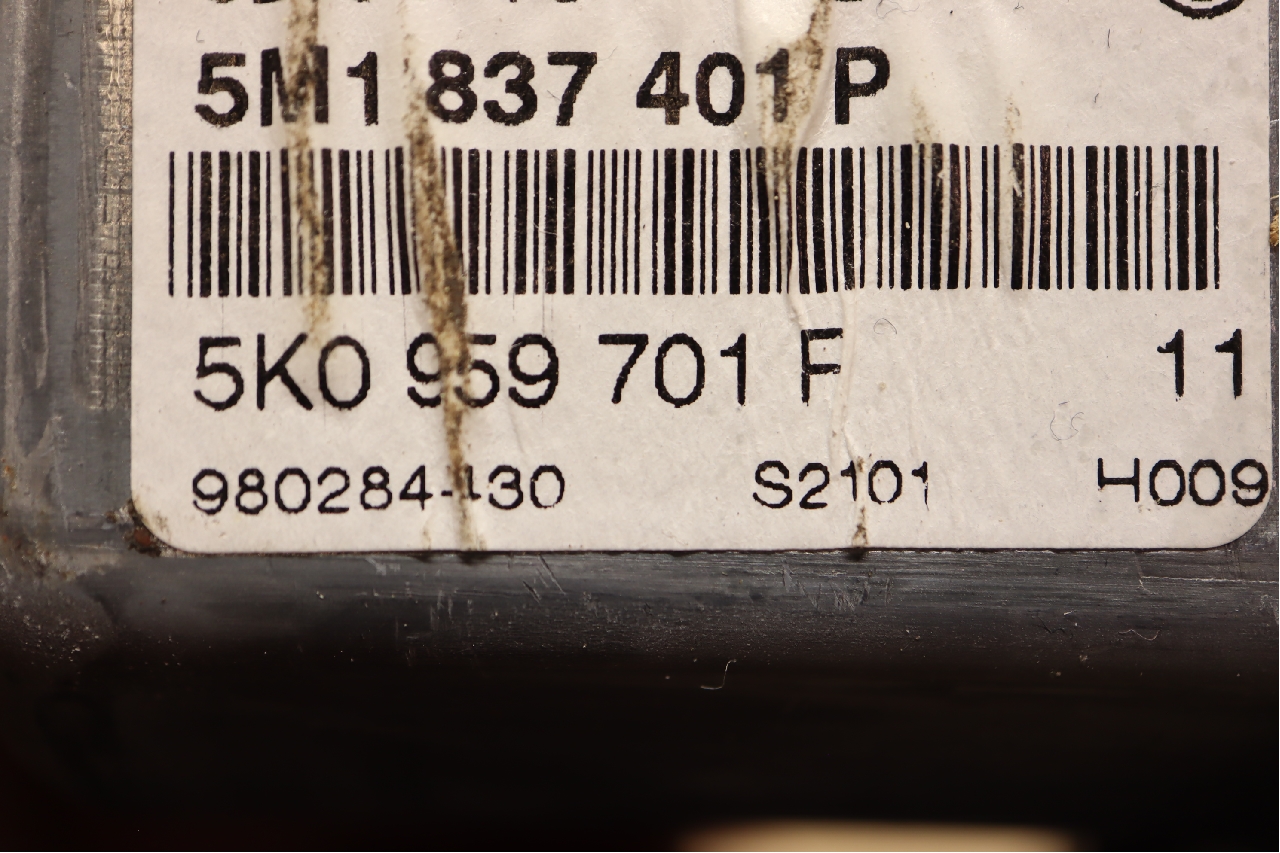 5M1 837 401 P
5K0 959 701 F 11
980284-130 S2101 H009